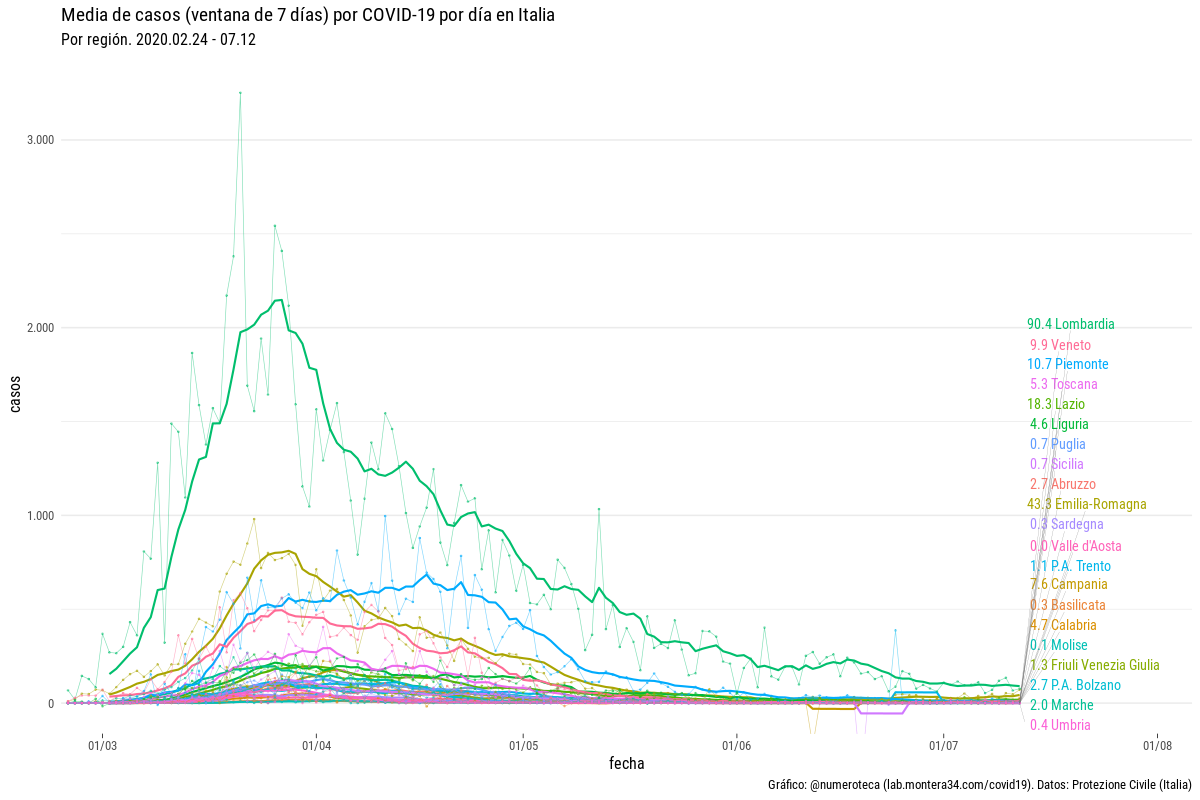 Media de casos (ventana de 7 días) por COVID-19 por día en Italia
Por región. 2020.02.24 - 07.12
3.000
2.000
1.000
0
casos
90.4 Lombardia
9.9 Veneto
10.7 Piemonte
5.3 Toscana
18.3 Lazio
4.6 Liguria
0.7 Puglia
0.7 Sicilia
2.7 Abruzzo
43.3 Emilia-Romagna
0.3 Sardegna
0.0 Valle d'Aosta
1.1 P.A. Trento
7.6 Campania
0.3 Basilicata
4.7 Calabria
0.1 Molise
1.3 Friuli Venezia Giulia
2.7 P.A. Bolzano
2.0 Marche
0.4 Umbria
01/03
01/04
01/05
01/06
01/07
01/08
fecha
Gráfico: @numeroteca (lab.montera34.com/covid19). Datos: Protezione Civile (Italia)